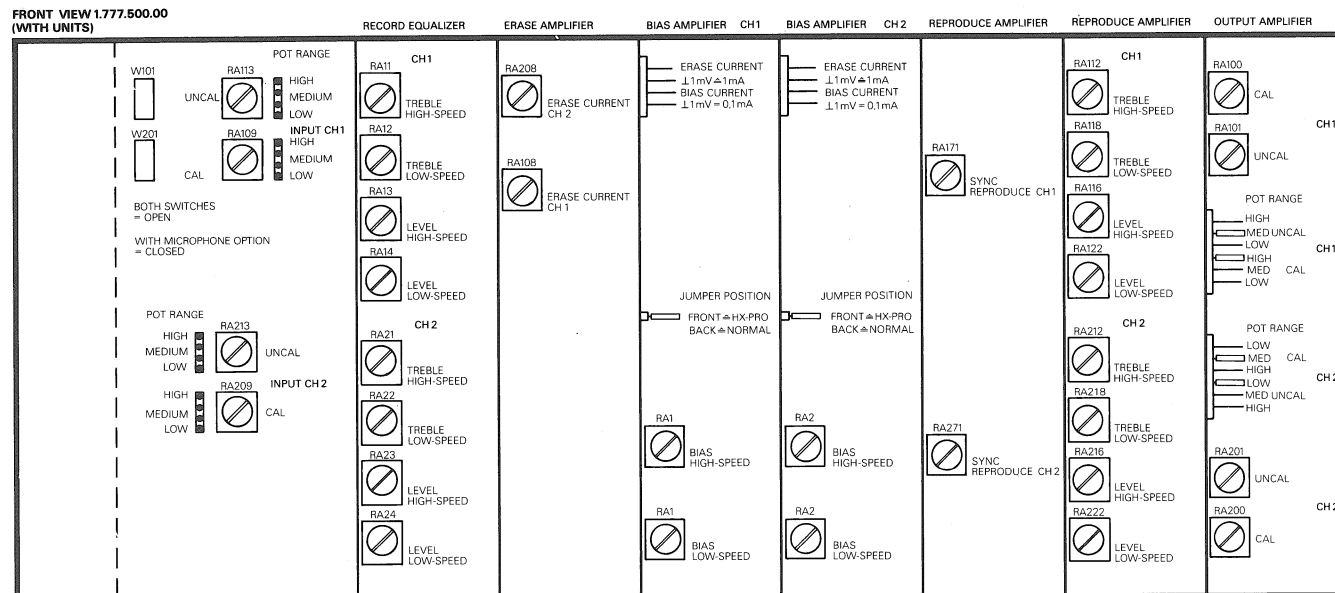 FRONT VIEW 1.777.500.00
(WITH UNITS)
RECORD EQUALIZER
ERASE AMPLIFIER
BIAS AMPLIFIER CH1
BIAS AMPLIFIER CH2
REPRODUCE AMPLIFIER
REPRODUCE AMPLIFIER
OUTPUT AMPLIFIER
POT RANGE
W101
RA113
UNCAL
HIGH
MEDIUM
LOW
INPUT CH1
W201
RA109
CAL
HIGH
MEDIUM
LOW
BOTH SWITCHES
= OPEN
WITH MICROPHONE OPTION
= CLOSED
POT RANGE
RA213
HIGH
MEDIUM
LOW
UNCAL
RA209
INPUT CH2
HIGH
MEDIUM
LOW
CAL
CH1
RA11
TREBLE
HIGH-SPEED
RA12
TREBLE
LOW-SPEED
RA13
LEVEL
HIGH-SPEED
RA14
LEVEL
LOW-SPEED
CH2
RA21
TREBLE
HIGH-SPEED
RA22
TREBLE
LOW-SPEED
RA23
LEVEL
HIGH-SPEED
RA24
LEVEL
LOW-SPEED
RA208
ERASE CURRENT
CH 2
RA108
ERASE CURRENT
CH 1
ERASE CURRENT
⊥1mV≙1mA
BIAS CURRENT
⊥1mV=0,1mA
JUMPER POSITION
FRONT≙HX-PRO
BACK≙NORMAL
RA1
BIAS
HIGH-SPEED
RA1
BIAS
LOW-SPEED
ERASE CURRENT
⊥1mV≙1mA
BIAS CURRENT
⊥1mV=0,1mA
JUMPER POSITION
FRONT≙HX-PRO
BACK≙NORMAL
RA2
BIAS
HIGH-SPEED
RA2
BIAS
LOW-SPEED
RA171
SYNC
REPRODUCE CH1
RA271
SYNC
REPRODUCE CH2
CH1
RA112
TREBLE
HIGH-SPEED
RA118
TREBLE
LOW-SPEED
RA116
LEVEL
HIGH-SPEED
RA122
LEVEL
LOW-SPEED
CH2
RA212
TREBLE
HIGH-SPEED
RA218
TREBLE
LOW-SPEED
RA216
LEVEL
HIGH-SPEED
RA222
LEVEL
LOW-SPEED
RA100
CAL
CH1
RA101
UNCAL
POT RANGE
HIGH
MED UNCAL
LOW
CH1
HIGH
MED CAL
LOW
POT RANGE
LOW
MED CAL
HIGH
CH2
LOW
MED UNCAL
HIGH
RA201
UNCAL
CH2
RA200
CAL